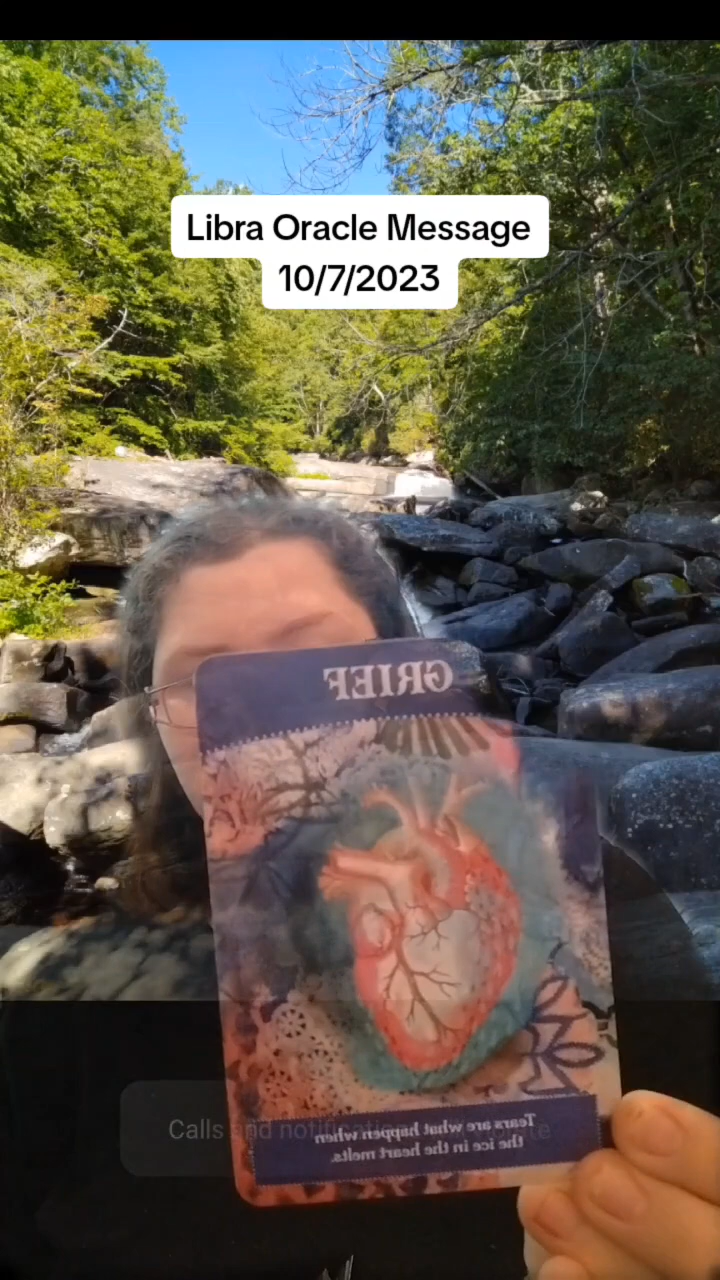 Libra Oracle Message
10/7/2023
GRIEF
Calls and notifications
Tears are what happen when
the ice in the heart melts.